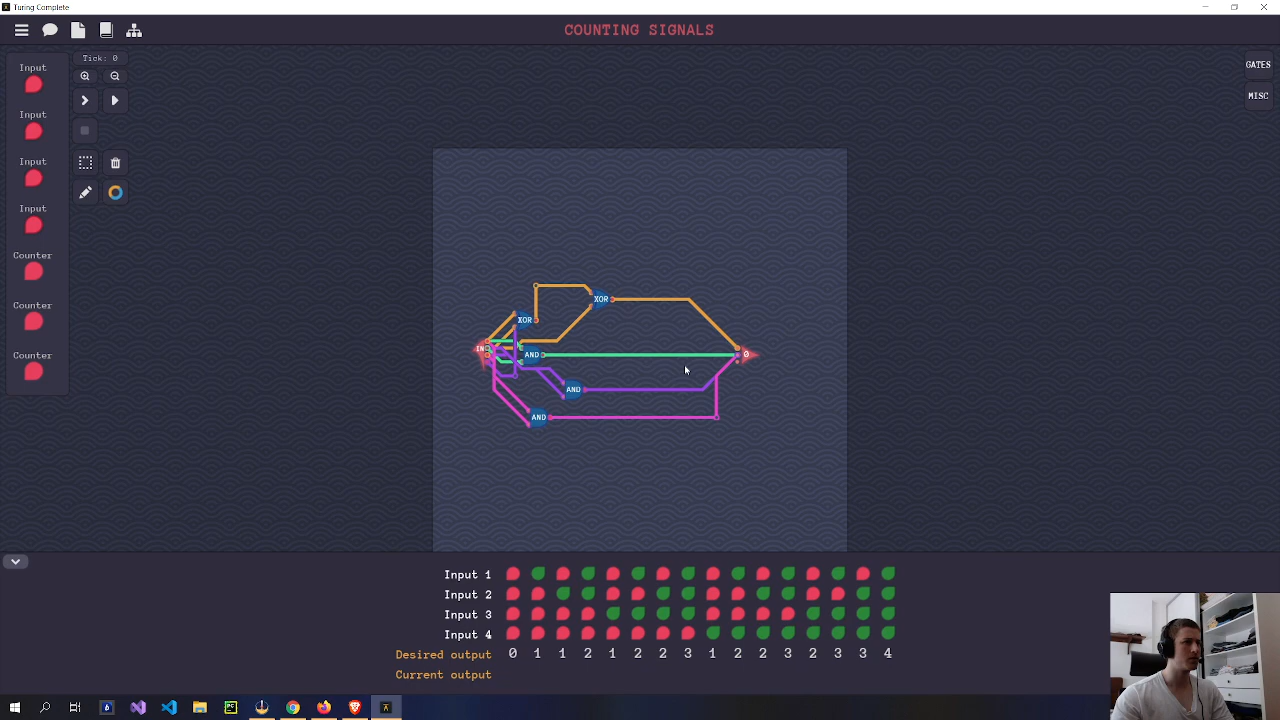 Turing Complete
COUNTING SIGNALS
Input
Input
Input
Input
Counter
Counter
Counter
Tick: 0
GATES
MISC
XOR
XOR
IN
AND
0
AND
AND
Input 1
Input 2
Input 3
Input 4
Desired output 0 1 1 2 1 2 2 3 1 2 2 3 2 3 3 4
Current output